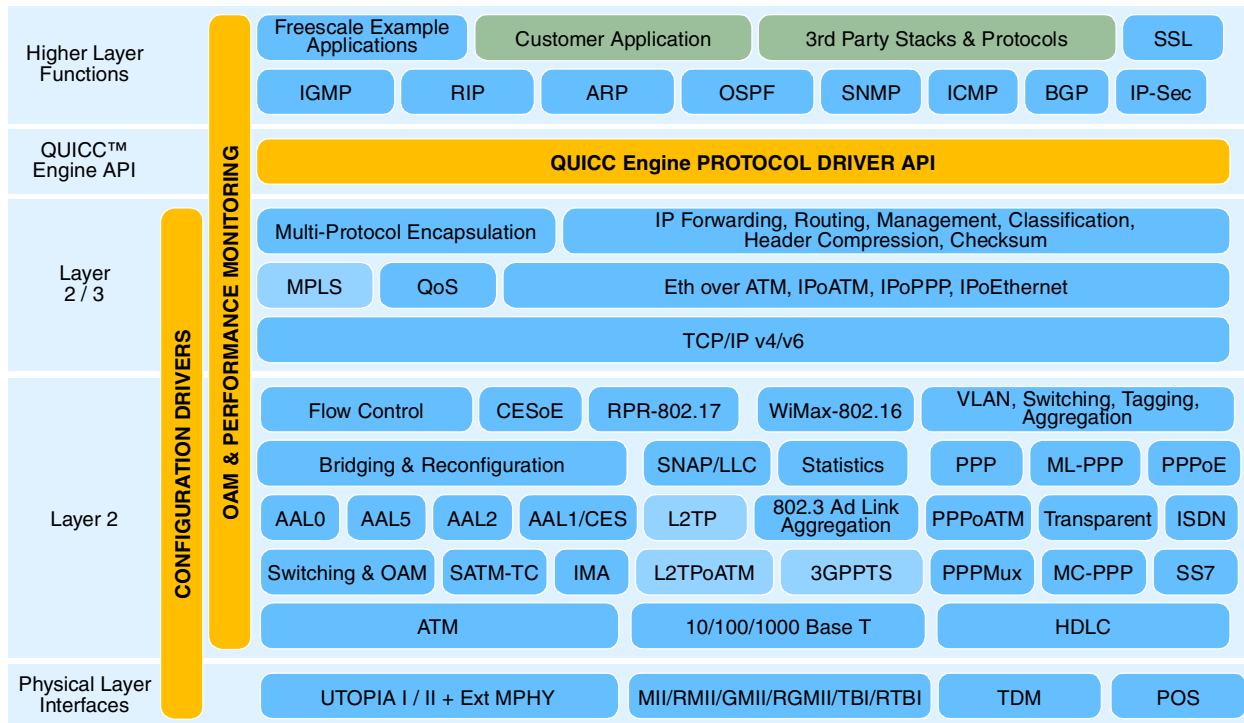 Higher Layer
Functions
Freescale Example
Applications
Customer Application
3rd Party Stacks & Protocols
SSL
IGMP
RIP
ARP
OSPF
SNMP
ICMP
BGP
IP-Sec
QUICC™
Engine API
QUICC Engine PROTOCOL DRIVER API
OAM & PERFORMANCE MONITORING
CONFIGURATION DRIVERS
Layer
2 / 3
Multi-Protocol Encapsulation
IP Forwarding, Routing, Management, Classification,
Header Compression, Checksum
MPLS
QoS
Eth over ATM, IPoATM, IPoPPP, IPoEthernet
TCP/IP v4/v6
Layer 2
Flow Control
CESoE
RPR-802.17
WiMax-802.16
VLAN, Switching, Tagging,
Aggregation
Bridging & Reconfiguration
SNAP/LLC
Statistics
PPP
ML-PPP
PPPoE
AAL0
AAL5
AAL2
AAL1/CES
L2TP
802.3 Ad Link
Aggregation
PPPoATM
Transparent
ISDN
Switching & OAM
SATM-TC
IMA
L2TPoATM
3GPPTS
PPPMux
MC-PPP
SS7
ATM
10/100/1000 Base T
HDLC
Physical Layer
Interfaces
UTOPIA I / II + Ext MPHY
MII/RMII/GMII/RGMII/TBI/RTBI
TDM
POS